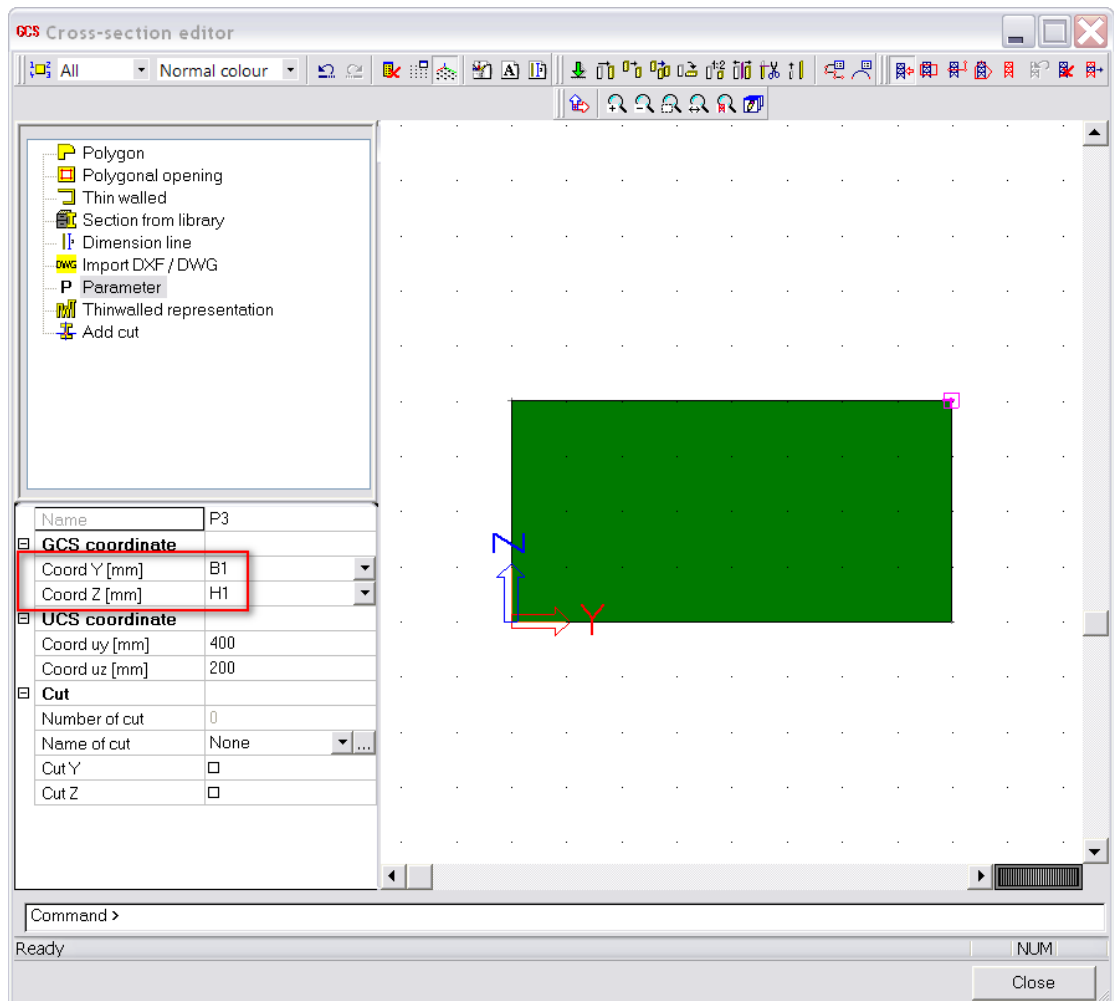 GCS Cross-section editor
All Normal colour
Polygon
Polygonal opening
Thin walled
Section from library
Dimension line
DWG Import DXF / DWG
P Parameter
Thinwalled representation
Add cut
Name P3
GCS coordinate
Coord Y [mm] B1
Coord Z [mm] H1
UCS coordinate
Coord uy [mm] 400
Coord uz [mm] 200
Cut
Number of cut 0
Name of cut None ...
Cut Y
Cut Z
Z
Y
Command >
Ready NUM
Close